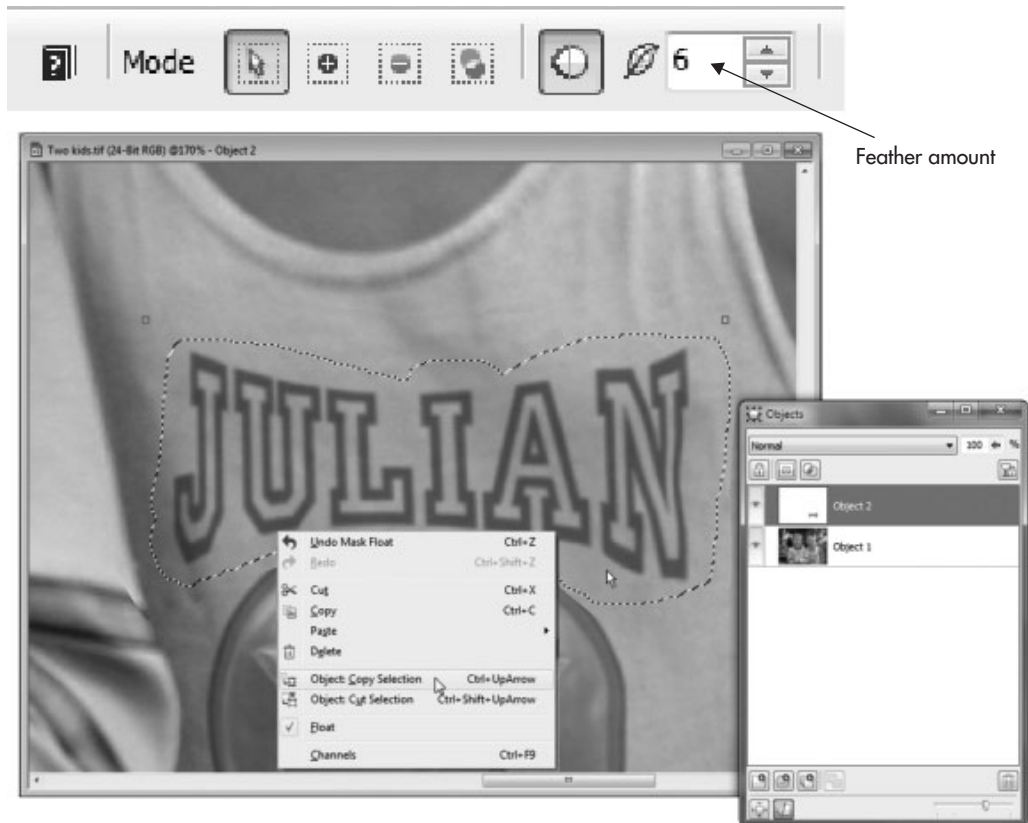 Mode
6
Feather amount
Two kids.tif (24-Bit RGB) @170% - Object 2
JULIAN
Undo Mask Float Ctrl+Z
Redo Ctrl+Shift+Z
Cut Ctrl+X
Copy Ctrl+C
Paste
Delete
Object: Copy Selection Ctrl+UpArrow
Object: Cut Selection Ctrl+Shift+UpArrow
Float
Channels Ctrl+F9
Objects
Normal 100 %
Object 2
Object 1